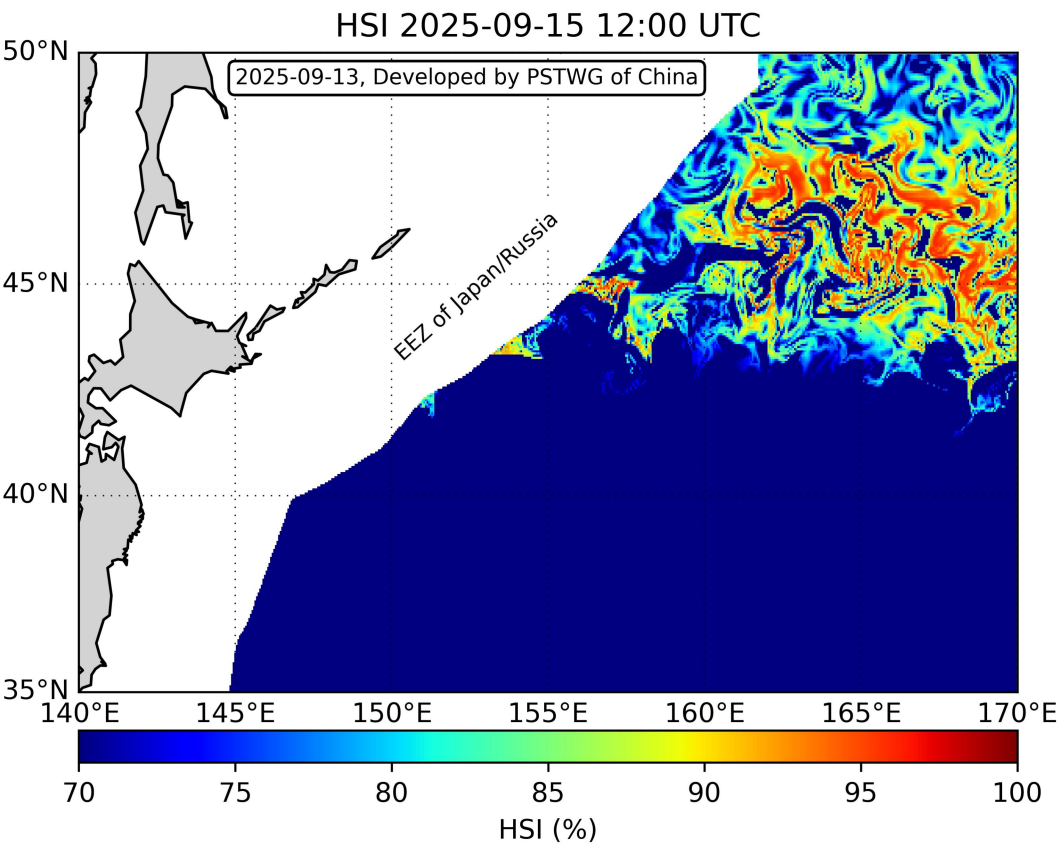 HSI 2025-09-15 12:00 UTC
50°N
2025-09-13, Developed by PSTWG of China
EEZ of Japan/Russia
45°N
40°N
35°N
140°E 145°E 150°E 155°E 160°E 165°E 170°E
70 75 80 85 90 95 100
HSI (%)